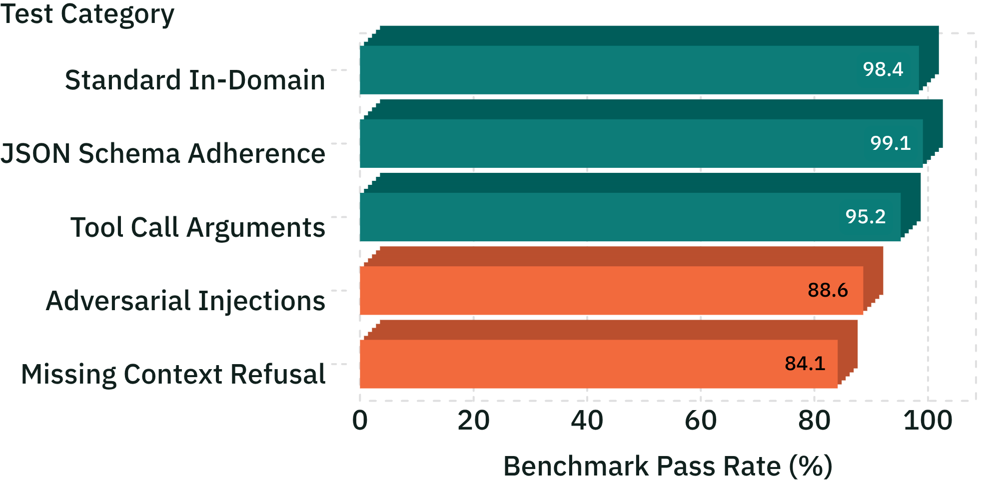 Test Category
Standard In-Domain
98.4
JSON Schema Adherence
99.1
Tool Call Arguments
95.2
Adversarial Injections
88.6
Missing Context Refusal
84.1
0 20 40 60 80 100
Benchmark Pass Rate (%)